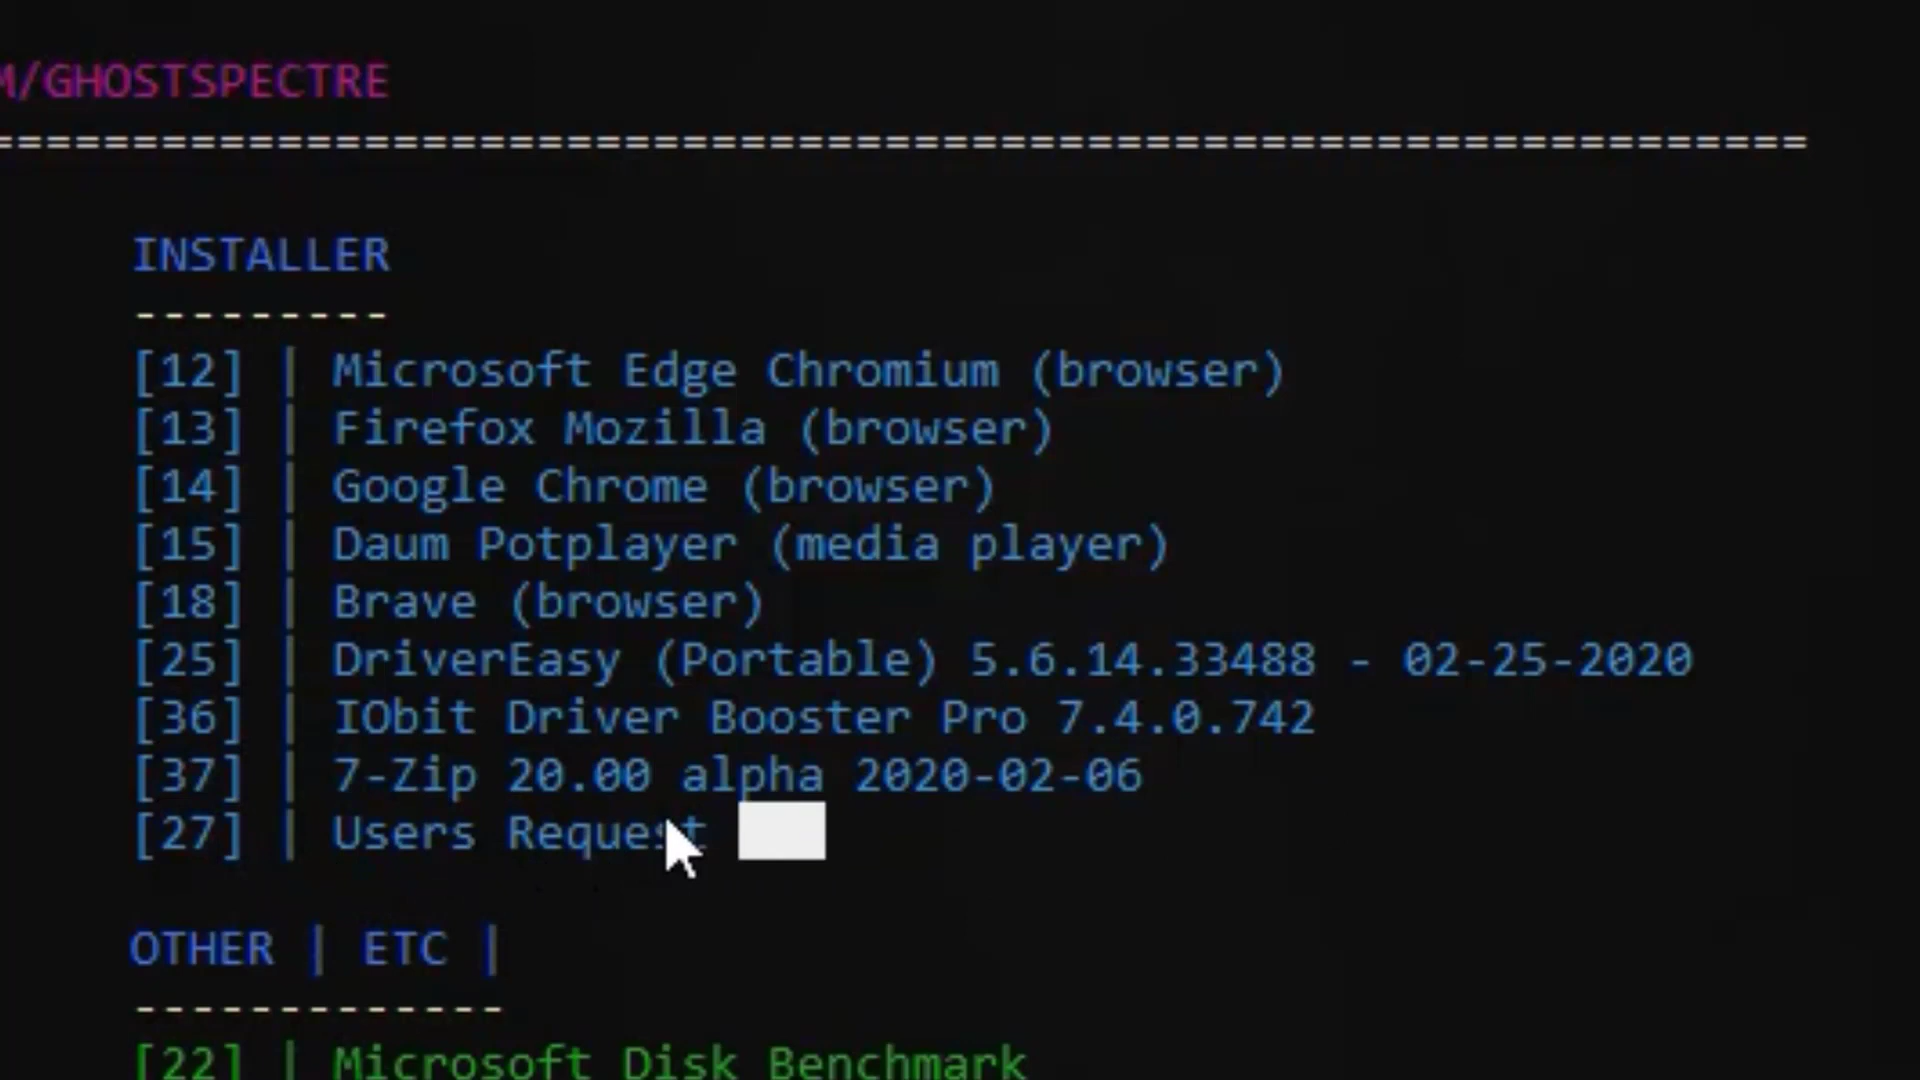 M/GHOSTSPECTRE
===============================================================
INSTALLER
---------
[12] | Microsoft Edge Chromium (browser)
[13] | Firefox Mozilla (browser)
[14] | Google Chrome (browser)
[15] | Daum Potplayer (media player)
[18] | Brave (browser)
[25] | DriverEasy (Portable) 5.6.14.33488 - 02-25-2020
[36] | IObit Driver Booster Pro 7.4.0.742
[37] | 7-Zip 20.00 alpha 2020-02-06
[27] | Users Request
OTHER | ETC |
-------------
[22] | Microsoft Disk Benchmark